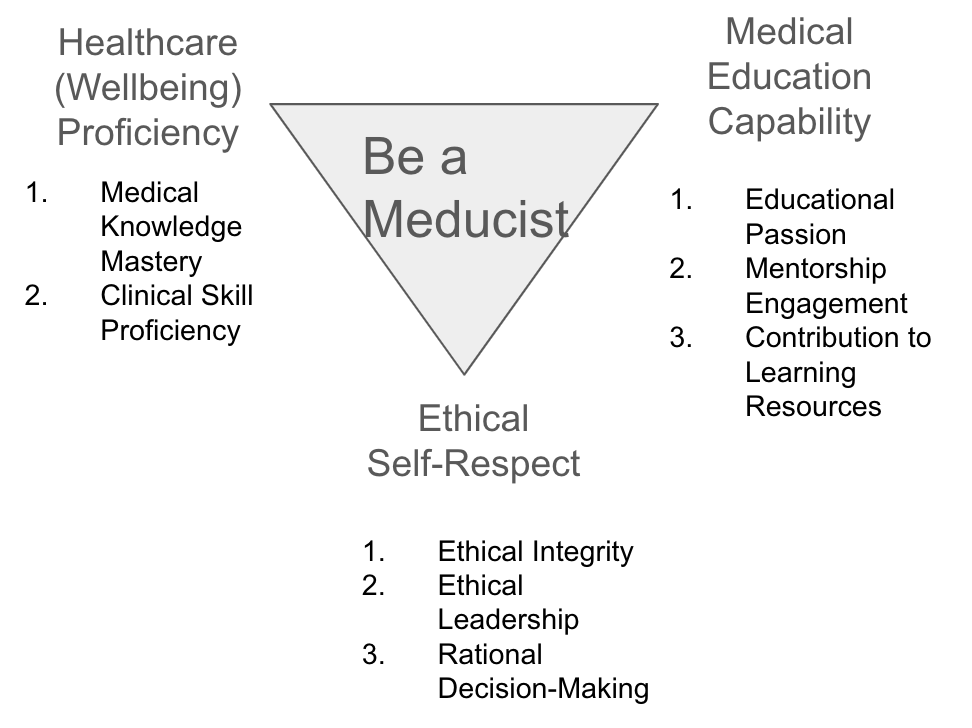 Healthcare
(Wellbeing)
Proficiency
1. Medical
Knowledge
Mastery
2. Clinical Skill
Proficiency
Be a
Meducist
Medical
Education
Capability
1. Educational
Passion
2. Mentorship
Engagement
3. Contribution to
Learning
Resources
Ethical
Self-Respect
1. Ethical Integrity
2. Ethical
Leadership
3. Rational
Decision-Making